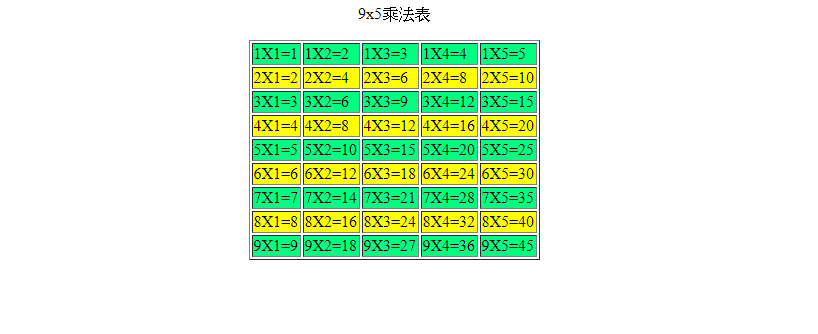 9x5乘法表
1X1=1 1X2=2 1X3=3 1X4=4 1X5=5
2X1=2 2X2=4 2X3=6 2X4=8 2X5=10
3X1=3 3X2=6 3X3=9 3X4=12 3X5=15
4X1=4 4X2=8 4X3=12 4X4=16 4X5=20
5X1=5 5X2=10 5X3=15 5X4=20 5X5=25
6X1=6 6X2=12 6X3=18 6X4=24 6X5=30
7X1=7 7X2=14 7X3=21 7X4=28 7X5=35
8X1=8 8X2=16 8X3=24 8X4=32 8X5=40
9X1=9 9X2=18 9X3=27 9X4=36 9X5=45